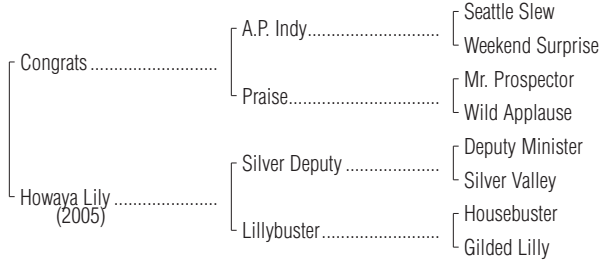 Seattle Slew
A.P. Indy
Weekend Surprise
Congrats
Mr. Prospector
Praise
Wild Applause
Deputy Minister
Silver Deputy
Silver Valley
Howaya Lily
(2005)
Housebuster
Lillybuster
Gilded Lilly